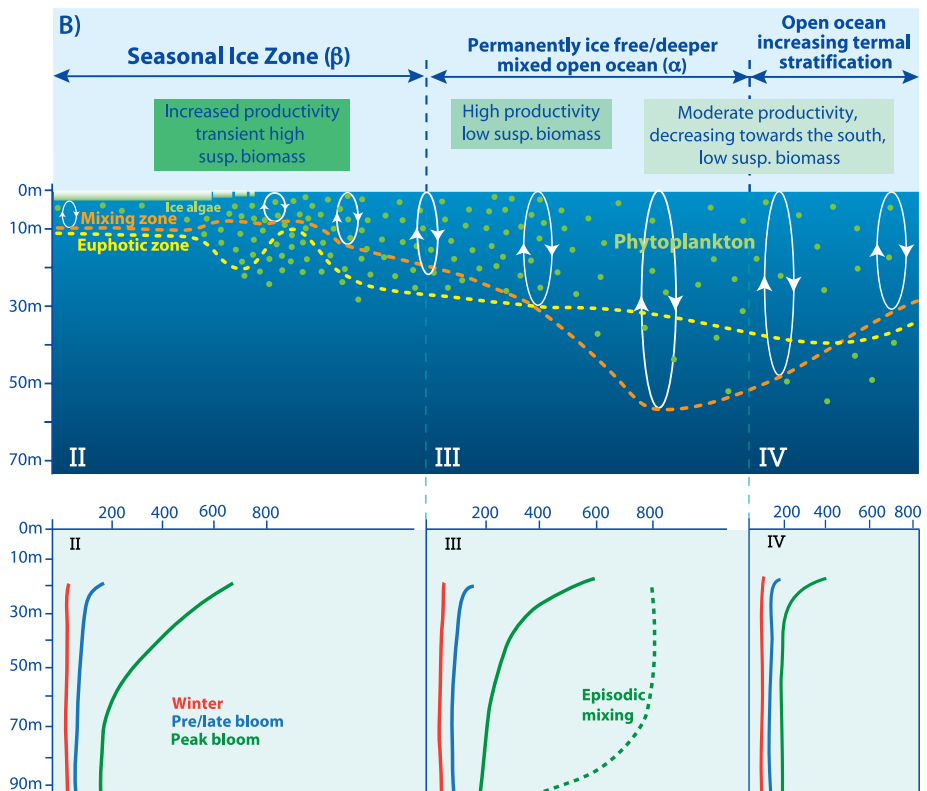 B)
Seasonal Ice Zone (β)
Permanently ice free/deeper
mixed open ocean (α)
Open ocean
increasing termal
stratification
Increased productivity
transient high
susp. biomass
High productivity
low susp. biomass
Moderate productivity,
decreasing towards the south,
low susp. biomass
0m
10m
30m
50m
70m
Ice algae
Mixing zone
Euphotic zone
Phytoplankton
II
III
IV
200 400 600 800
200 400 600 800
200 400 600 800
0m
10m
30m
50m
70m
90m
II
III
IV
Winter
Pre/late bloom
Peak bloom
Episodic
mixing